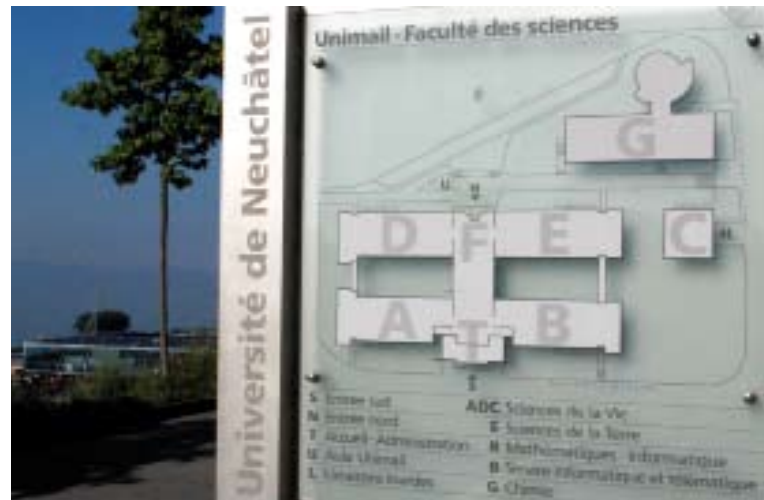 Université de Neuchâtel
Unimail - Faculté des sciences
G
D F E C
A T B
S Entrée sud
N Entrée nord
T Accueil - Administration
U Aula Unimail
L
ADC Sciences de la Vie
E Sciences de la Terre
B Mathématiques - Informatique
B Service informatique et télématique
G Chimie